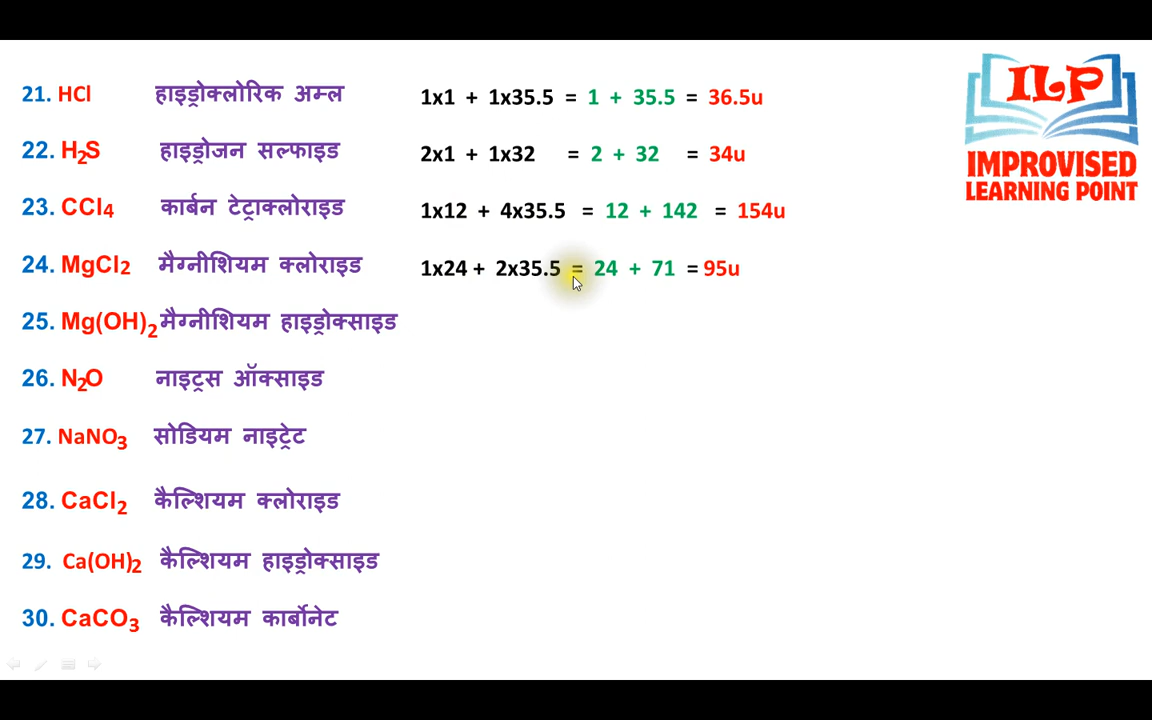 21. HCl हाइड्रोक्लोरिक अम्ल 1x1 + 1x35.5 = 1 + 35.5 = 36.5u
22. H₂S हाइड्रोजन सल्फाइड 2x1 + 1x32 = 2 + 32 = 34u
23. CCl₄ कार्बन टेट्राक्लोराइड 1x12 + 4x35.5 = 12 + 142 = 154u
24. MgCl₂ मैग्नीशियम क्लोराइड 1x24 + 2x35.5 = 24 + 71 = 95u
25. Mg(OH)₂ मैग्नीशियम हाइड्रोक्साइड
26. N₂O नाइट्रस ऑक्साइड
27. NaNO₃ सोडियम नाइट्रेट
28. CaCl₂ कैल्शियम क्लोराइड
29. Ca(OH)₂ कैल्शियम हाइड्रोक्साइड
30. CaCO₃ कैल्शियम कार्बोनेट
ILP
IMPROVISED
LEARNING POINT